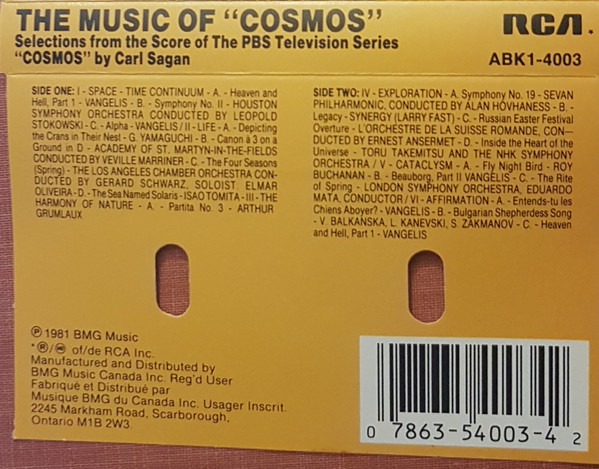 THE MUSIC OF "COSMOS"
Selections from the Score of The PBS Television Series
"COSMOS" by Carl Sagan
RCA.
ABK1-4003
SIDE ONE: I - SPACE - TIME CONTINUUM - A. - Heaven and
Hell, Part 1 - VANGELIS - B. - Symphony No. II - HOUSTON
SYMPHONY ORCHESTRA CONDUCTED BY LEOPOLD
STOKOWSKI - C. - Alpha - VANGELIS / II - LIFE - A. - Depicting
the Crans in Their Nest - G. YAMAGUCHI - B. - Canon à 3 on a
Ground in D - ACADEMY OF ST. MARTYN-IN-THE-FIELDS
CONDUCTED BY VEVILLE MARRINER - C. - The Four Seasons
(Spring) - THE LOS ANGELES CHAMBER ORCHESTRA CON-
DUCTED BY GERARD SCHWARZ, SOLOIST, ELMAR
OLIVEIRA - D. - The Sea Named Solaris - ISAO TOMITA - III - THE
HARMONY OF NATURE - A. - Partita No. 3 - ARTHUR
GRUMLAUX
SIDE TWO: IV - EXPLORATION - A. Symphony No. 19 - SEVAN
PHILHARMONIC, CONDUCTED BY ALAN HOVHANESS - B. -
Legacy - SYNERGY (LARRY FAST) - C. - Russian Easter Festival
Overture - L'ORCHESTRE DE LA SUISSE ROMANDE, CON-
DUCTED BY ERNEST ANSERMET - D. - Inside the Heart of the
Universe - TORU TAKEMITSU AND THE NHK SYMPHONY
ORCHESTRA / V - CATACLYSM - A. - Fly Night Bird - ROY
BUCHANAN - B. - Beauborg, Part II VANGELIS - C. - The Rite
of Spring - LONDON SYMPHONY ORCHESTRA, EDUARDO
MATA, CONDUCTOR / VI - AFFIRMATION - A. - Entends-tu les
Chiens Aboyer? - VANGELIS - B. - Bulgarian Shepherdess Song
- V. BALKANSKA, L. KANEVSKI, S. ZAKMANOV - C. - Heaven
and Hell, Part 1 - VANGELIS
℗ 1981 BMG Music
* ®/ of/de RCA Inc.
Manufactured and Distributed by
BMG Music Canada Inc. Reg'd User
Fabriqué et Distribué par
Musique BMG du Canada Inc. Usager Inscrit.
2245 Markham Road, Scarborough,
Ontario M1B 2W3
0 7863-54003-4 2